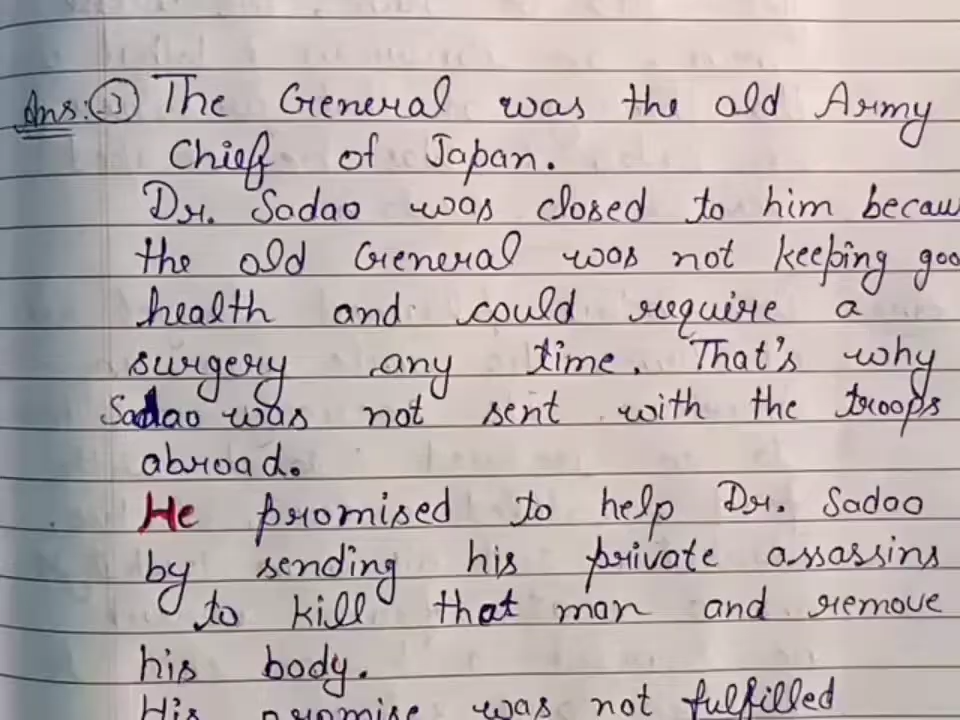 Ans:③ The General was the old Army
Chief of Japan.
Dr. Sadao was closed to him becau
the old General was not keeping goo
health and could require a
surgery any time. That's why
Sadao was not sent with the troops
abroad.
He promised to help Dr. Sadao
by sending his private assassins
to kill that man and remove
his body.
His promise was not fulfilled